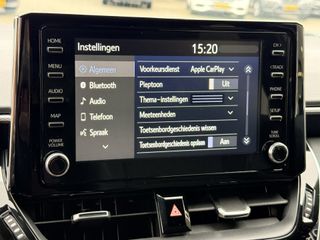 Instellingen
15:20
HOME
MENU
AUDIO
MAP
POWER
VOLUME
CH >
< TRACK
PHONE
SETUP
TUNE
SCROLL
Algemeen
Bluetooth
Audio
Telefoon
Spraak
Voorkeursdienst Apple CarPlay
Pieptoon Uit
Thema-instellingen
Meeteenheden
Toetsenbordgeschiedenis wissen
Toetsenbordgeschiedenis opslaan Aan